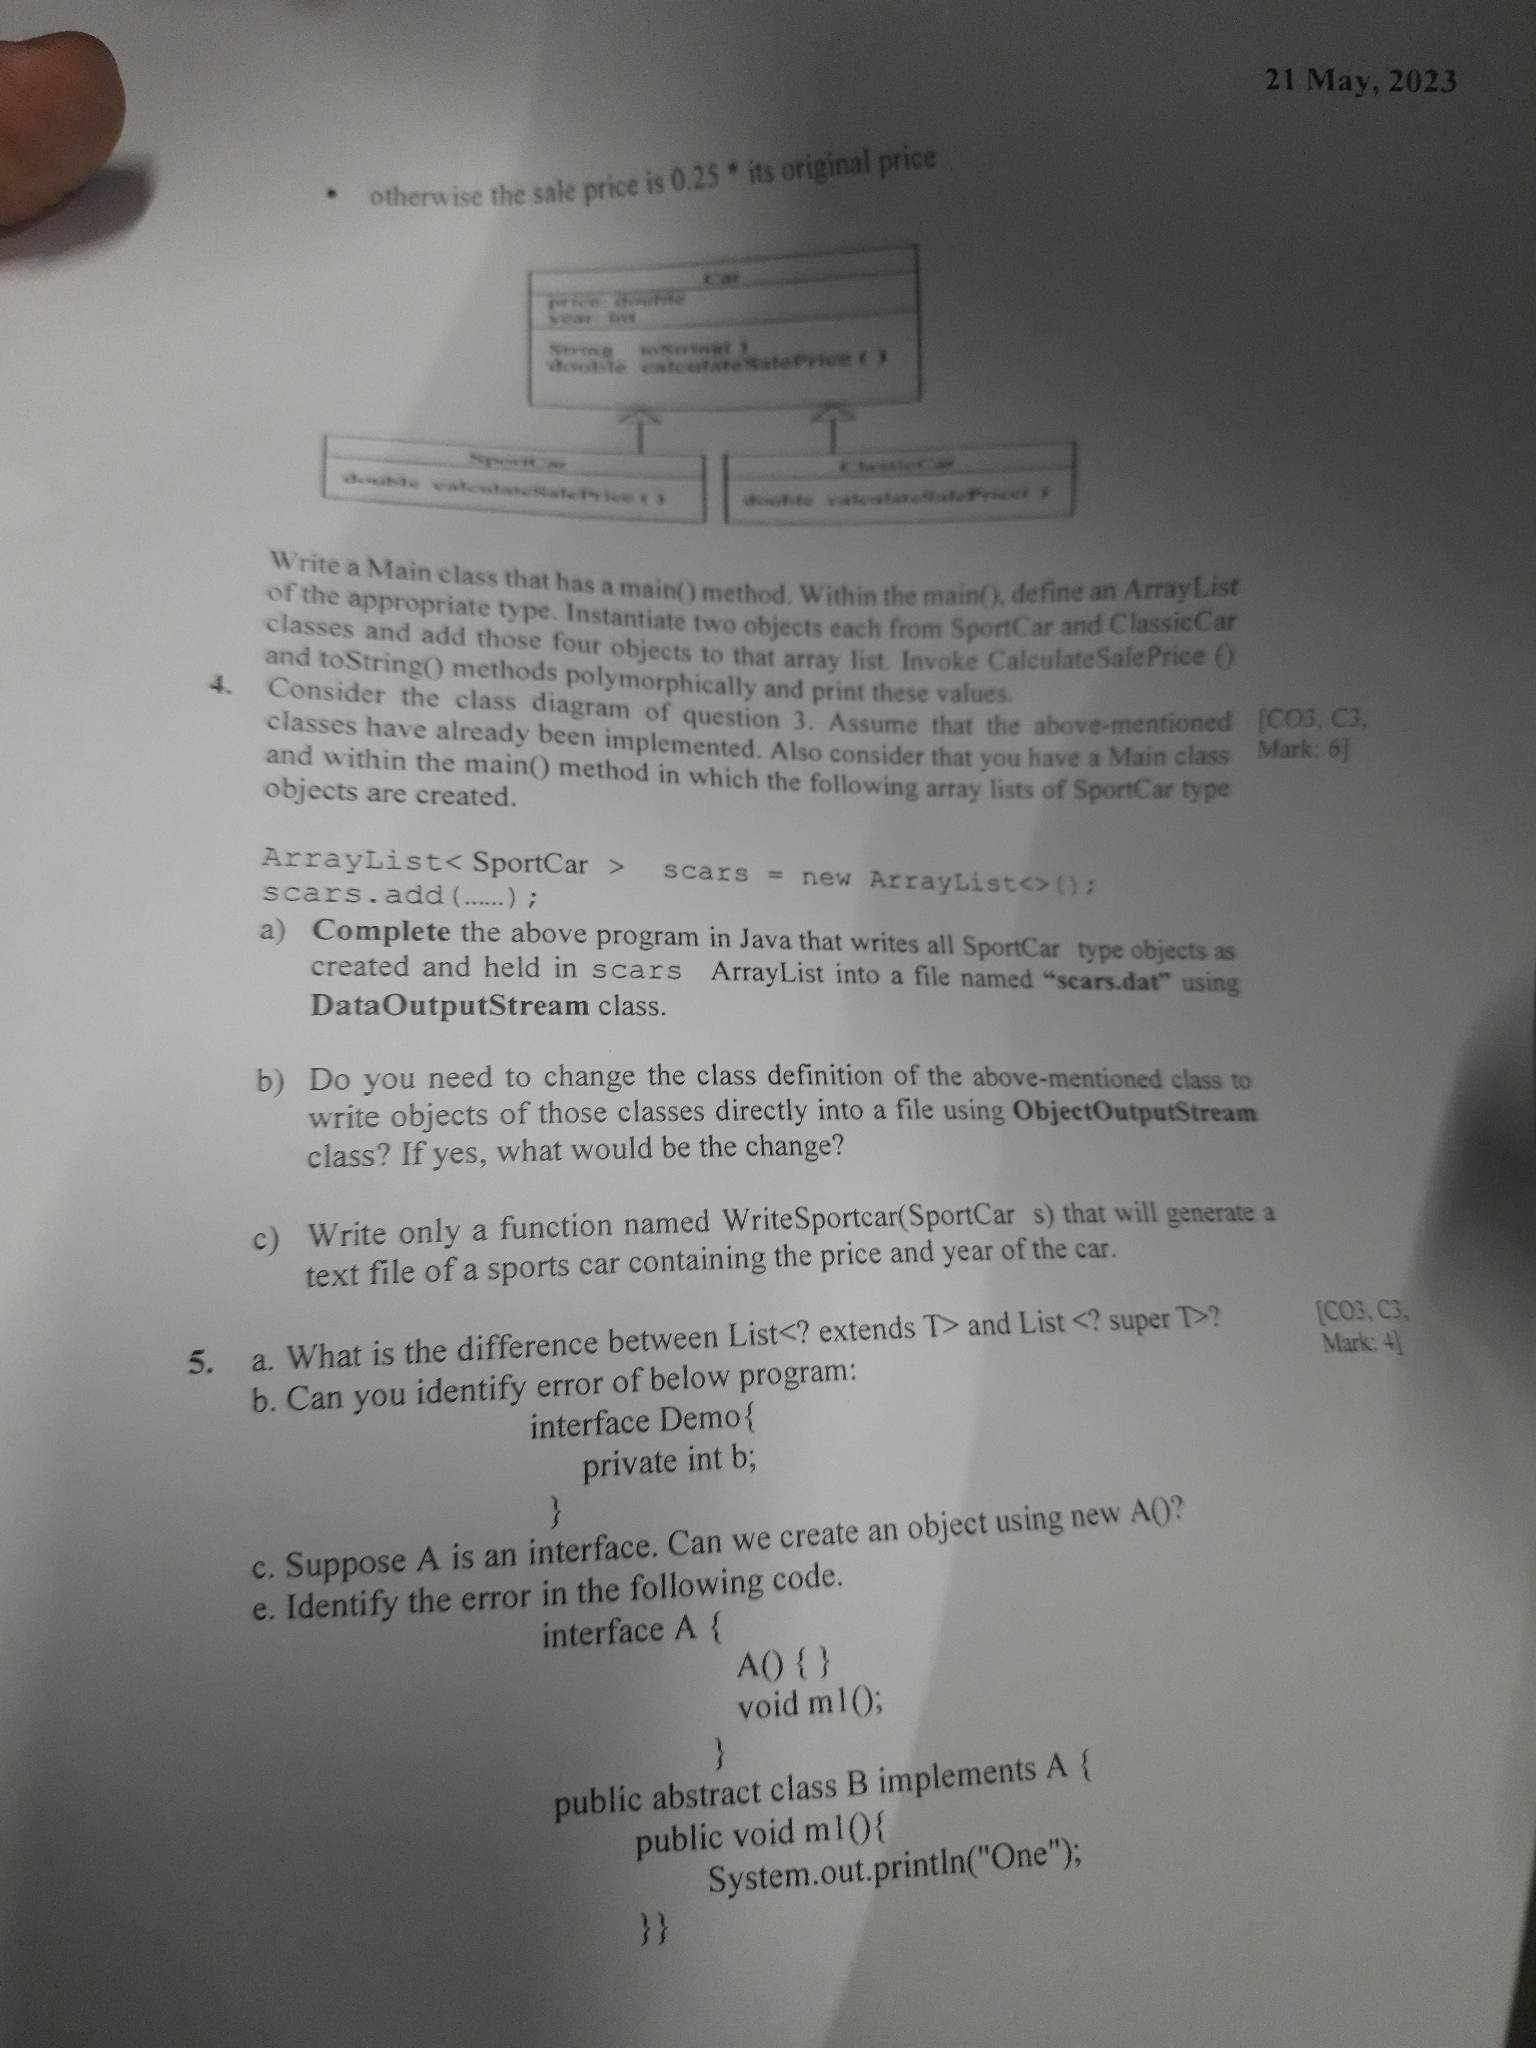 21 May, 2023
• otherwise the sale price is 0.25 * its original price
Car
price: double
year: int
String toString( )
double calculateSalePrice ( )
SportCar
double calculateSalePrice ( )
ClassicCar
double calculateSalePrice( )
Write a Main class that has a main() method. Within the main(), define an ArrayList
of the appropriate type. Instantiate two objects each from SportCar and ClassicCar
classes and add those four objects to that array list. Invoke CalculateSalePrice ()
and toString() methods polymorphically and print these values.
4. Consider the class diagram of question 3. Assume that the above-mentioned [CO3, C3,
classes have already been implemented. Also consider that you have a Main class Mark: 6]
and within the main() method in which the following array lists of SportCar type
objects are created.
ArrayList< SportCar > scars = new ArrayList<>();
scars.add(......);
a) Complete the above program in Java that writes all SportCar type objects as
created and held in scars ArrayList into a file named “scars.dat” using
DataOutputStream class.
b) Do you need to change the class definition of the above-mentioned class to
write objects of those classes directly into a file using ObjectOutputStream
class? If yes, what would be the change?
c) Write only a function named WriteSportcar(SportCar s) that will generate a
text file of a sports car containing the price and year of the car.
5. a. What is the difference between List<? extends T> and List <? super T>? [CO3, C3,
Mark: 4]
b. Can you identify error of below program:
interface Demo{
private int b;
}
c. Suppose A is an interface. Can we create an object using new A()?
e. Identify the error in the following code.
interface A {
A() { }
void m1();
}
public abstract class B implements A {
public void m1(){
System.out.println("One");
}}